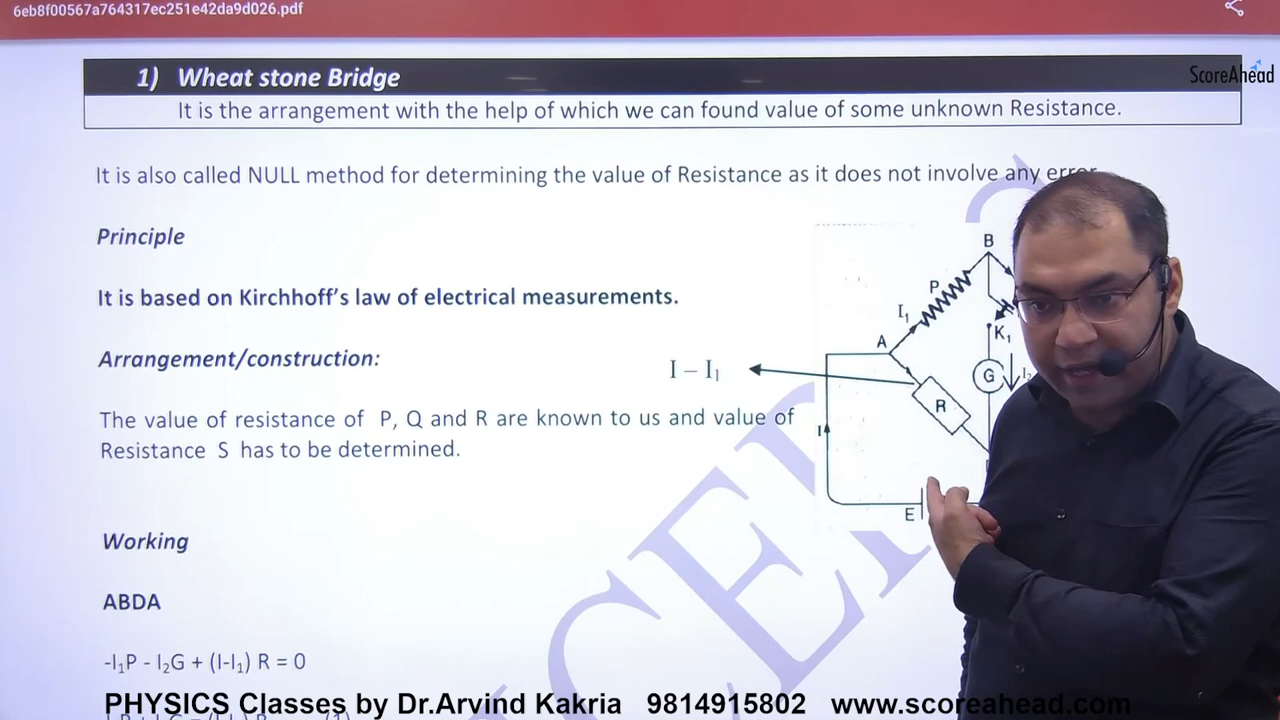 6eb8f00567a764317ec251e42da9d026.pdf
1) Wheat stone Bridge
ScoreAhead
It is the arrangement with the help of which we can found value of some unknown Resistance.
It is also called NULL method for determining the value of Resistance as it does not involve any error
Principle
B
It is based on Kirchhoff's law of electrical measurements.
P
I₁
K₁
A
Arrangement/construction:
I – I₁
G
R
The value of resistance of P, Q and R are known to us and value of
I
Resistance S has to be determined.
E
Working
ABDA
-I₁P - I₂G + (I-I₁) R = 0
PHYSICS Classes by Dr.Arvind Kakria 9814915802 www.scoreahead.com